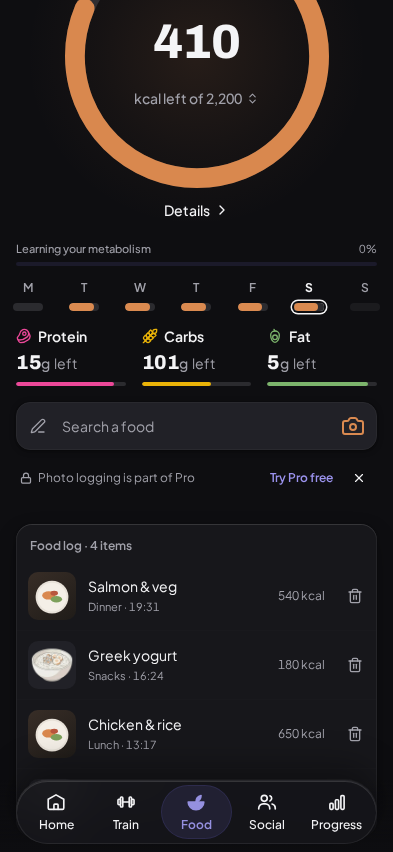 410
kcal left of 2,200
Details
Learning your metabolism 0%
M T W T F S S
Protein Carbs Fat
15g left 101g left 5g left
Search a food
Photo logging is part of Pro Try Pro free
Food log · 4 items
Salmon & veg
540 kcal
Dinner · 19:31
Greek yogurt
180 kcal
Snacks · 16:24
Chicken & rice
650 kcal
Lunch · 13:17
Home Train Food Social Progress